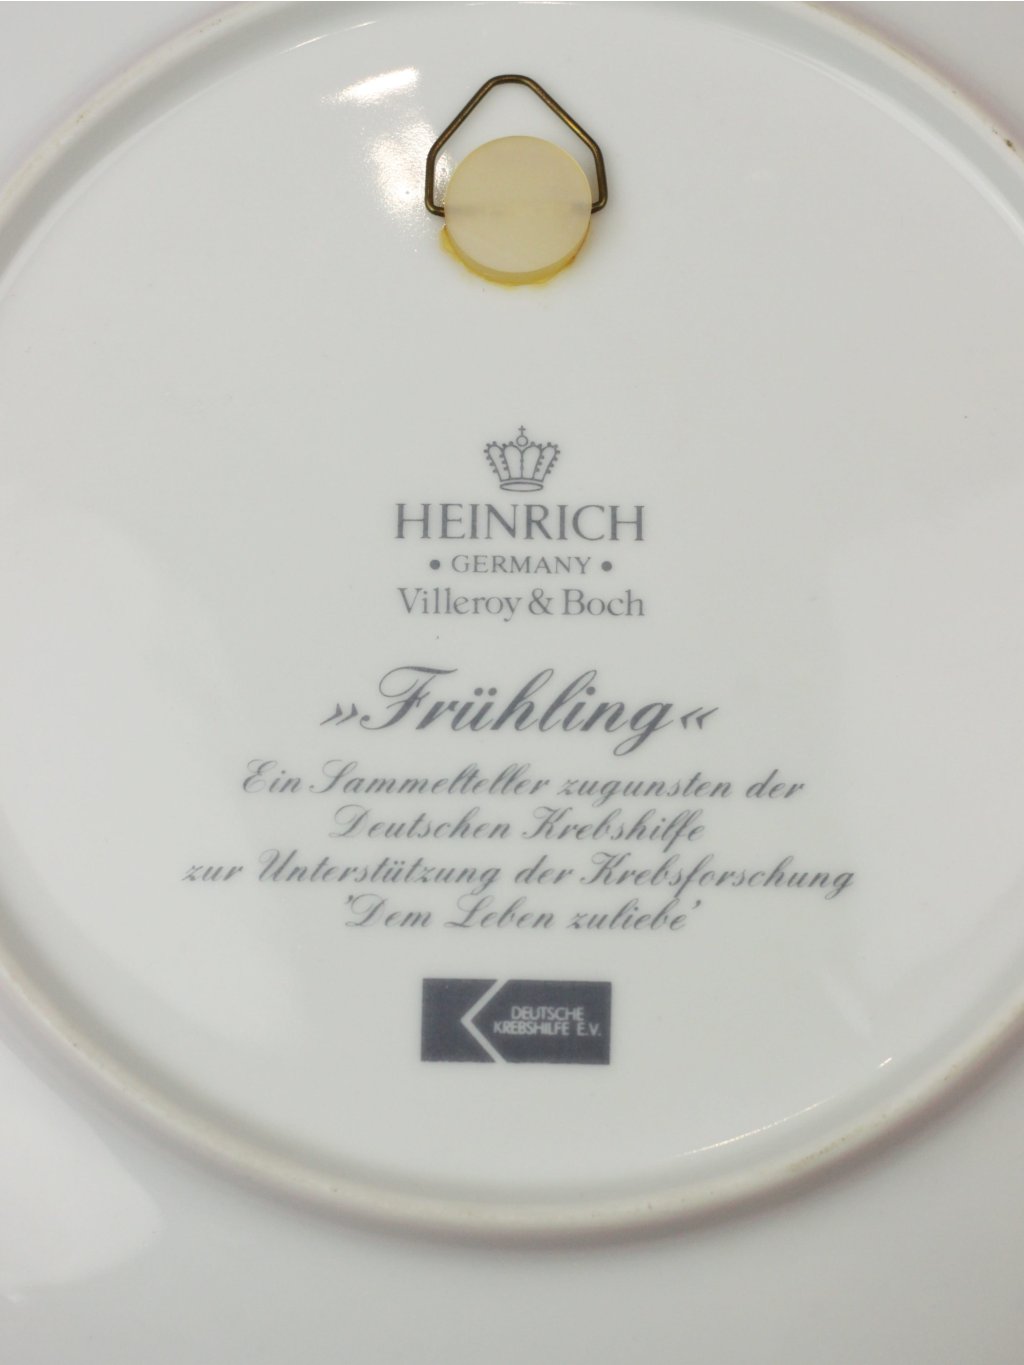 HEINRICH
• GERMANY •
Villeroy & Boch
»Frühling«
Ein Sammelteller zugunsten der
Deutschen Krebshilfe
zur Unterstützung der Krebsforschung
'Dem Leben zuliebe'
DEUTSCHE
KREBSHILFE E.V.